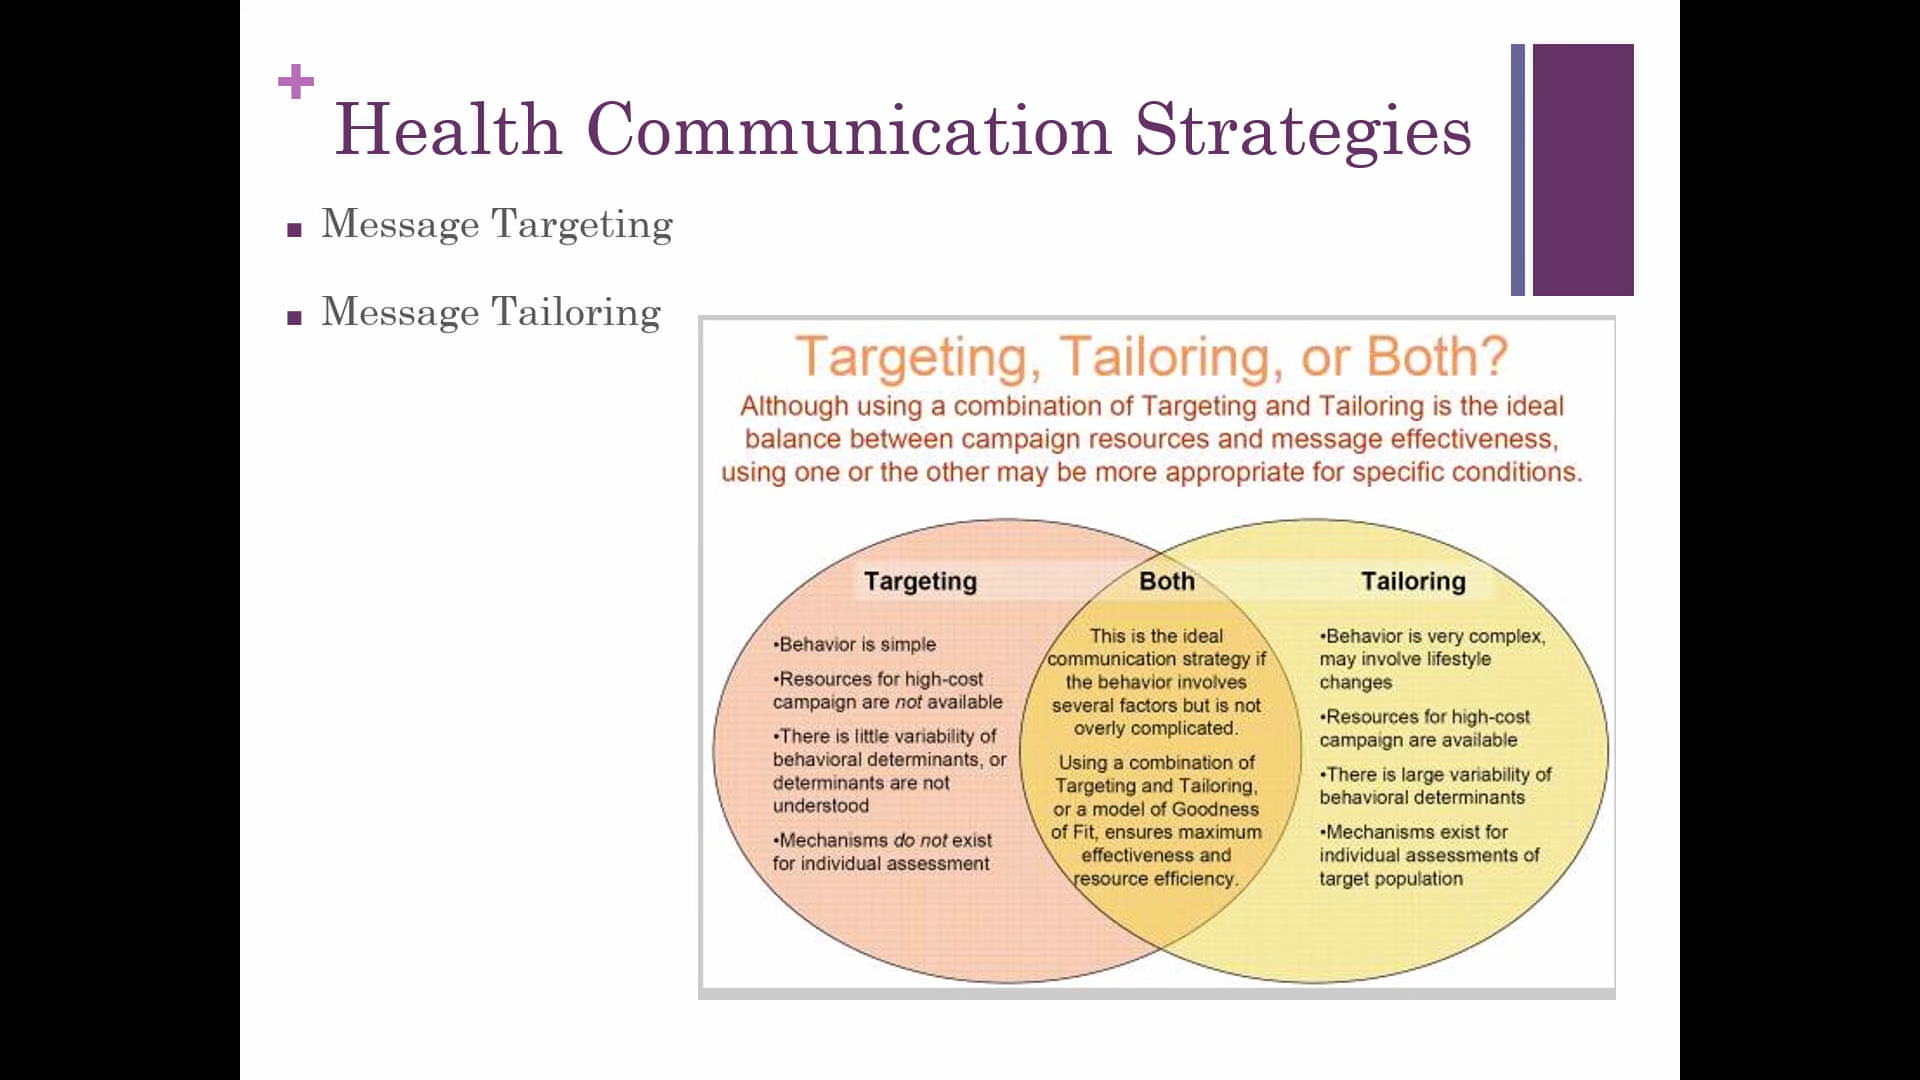 +
Health Communication Strategies
▪ Message Targeting
▪ Message Tailoring
Targeting, Tailoring, or Both?
Although using a combination of Targeting and Tailoring is the ideal
balance between campaign resources and message effectiveness,
using one or the other may be more appropriate for specific conditions.
Targeting
•Behavior is simple
•Resources for high-cost
campaign are not available
•There is little variability of
behavioral determinants, or
determinants are not
understood
•Mechanisms do not exist
for individual assessment
Both
This is the ideal
communication strategy if
the behavior involves
several factors but is not
overly complicated.
Using a combination of
Targeting and Tailoring,
or a model of Goodness
of Fit, ensures maximum
effectiveness and
resource efficiency.
Tailoring
•Behavior is very complex,
may involve lifestyle
changes
•Resources for high-cost
campaign are available
•There is large variability of
behavioral determinants
•Mechanisms exist for
individual assessments of
target population